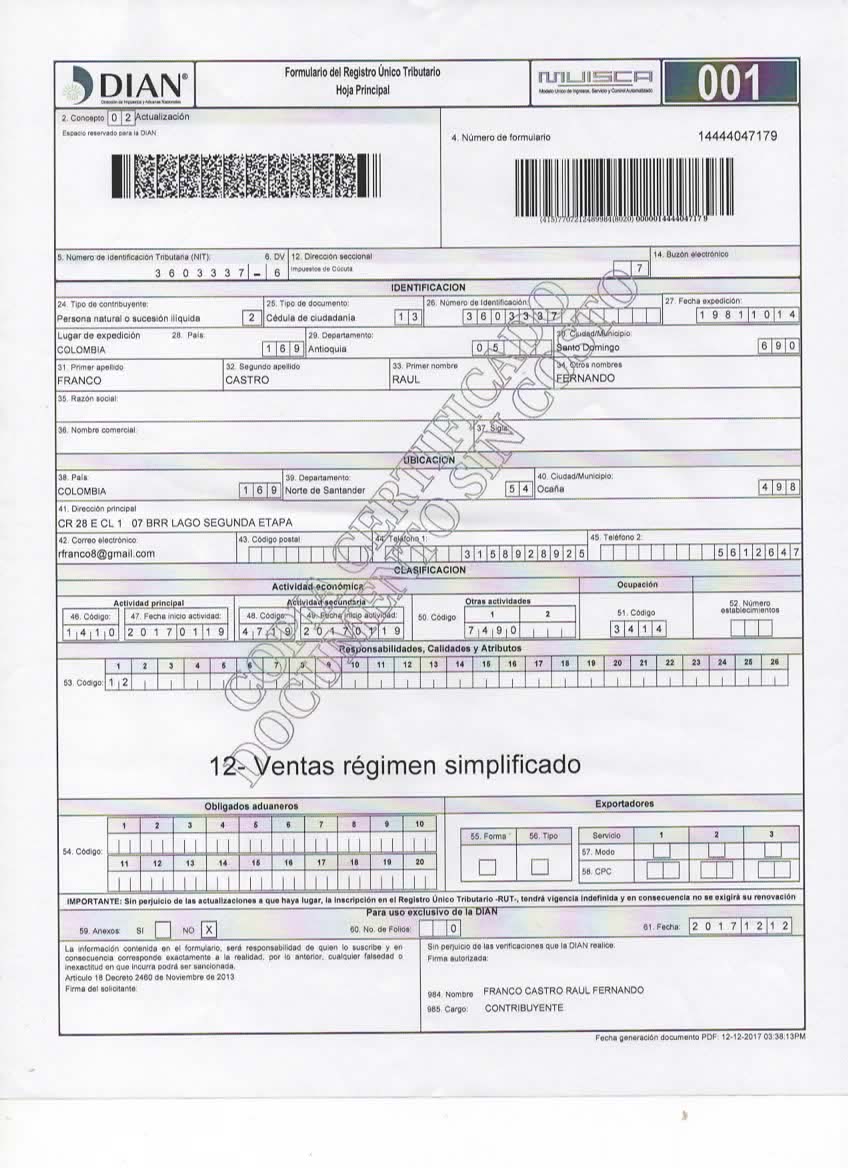 DIAN®
Dirección de Impuestos y Aduanas Nacionales
Formulario del Registro Único Tributario
Hoja Principal
MUISCA
Modelo Único de Ingresos, Servicio y Control Automatizado
001
2. Concepto 0 2 Actualización
Espacio reservado para la DIAN
4. Número de formulario 14444047179
(415)7707212489984(8020) 000001444404717 9
5. Número de Identificación Tributaria (NIT): 6. DV 12. Dirección seccional 14. Buzón electrónico
3 6 0 3 3 3 7 - 6 Impuestos de Cúcuta 7
IDENTIFICACION
24. Tipo de contribuyente: 25. Tipo de documento: 26. Número de Identificación: 27. Fecha expedición:
Persona natural o sucesión ilíquida 2 Cédula de ciudadanía 1 3 3 6 0 3 3 3 7 1 9 8 1 1 0 1 4
Lugar de expedición 28. País: 29. Departamento: 30. Ciudad/Municipio:
COLOMBIA 1 6 9 Antioquia 0 5 Santo Domingo 6 9 0
31. Primer apellido 32. Segundo apellido 33. Primer nombre 34. Otros nombres
FRANCO CASTRO RAUL FERNANDO
35. Razón social:
36. Nombre comercial: 37. Sigla:
UBICACION
38. País: 39. Departamento: 40. Ciudad/Municipio:
COLOMBIA 1 6 9 Norte de Santander 5 4 Ocaña 4 9 8
41. Dirección principal
CR 28 E CL 1 07 BRR LAGO SEGUNDA ETAPA
42. Correo electrónico 43. Código postal 44. Teléfono 1: 45. Teléfono 2:
rfranco8@gmail.com 3 1 5 8 9 2 8 9 2 5 5 6 1 2 6 4 7
CLASIFICACION
Actividad económica Ocupación
Actividad principal Actividad secundaria Otras actividades 52. Número establecimientos
46. Código: 47. Fecha inicio actividad: 48. Código: 49. Fecha inicio actividad: 50. Código 1 2 51. Código
1 4 1 0 2 0 1 7 0 1 1 9 4 7 1 9 2 0 1 7 0 1 1 9 7 4 9 0 3 4 1 4
Responsabilidades, Calidades y Atributos
1 2 3 4 5 6 7 8 9 10 11 12 13 14 15 16 17 18 19 20 21 22 23 24 25 26
53. Código: 1 2
12- Ventas régimen simplificado
COPIA CERTIFICADO
DOCUMENTO SIN COSTO
Obligados aduaneros Exportadores
1 2 3 4 5 6 7 8 9 10
55. Forma 56. Tipo Servicio 1 2 3
54. Código: 57. Modo
11 12 13 14 15 16 17 18 19 20
58. CPC
IMPORTANTE: Sin perjuicio de las actualizaciones a que haya lugar, la inscripción en el Registro Único Tributario -RUT-, tendrá vigencia indefinida y en consecuencia no se exigirá su renovación
Para uso exclusivo de la DIAN
59. Anexos: SI NO X 60. No. de Folios: 0 61. Fecha: 2 0 1 7 1 2 1 2
La información contenida en el formulario, será responsabilidad de quien lo suscribe y en
consecuencia corresponde exactamente a la realidad, por lo anterior, cualquier falsedad o
inexactitud en que incurra podrá ser sancionada.
Artículo 18 Decreto 2460 de Noviembre de 2013
Firma del solicitante:
Sin perjuicio de las verificaciones que la DIAN realice.
Firma autorizada:
984. Nombre FRANCO CASTRO RAUL FERNANDO
985. Cargo: CONTRIBUYENTE
Fecha generación documento PDF: 12-12-2017 03:38:13PM